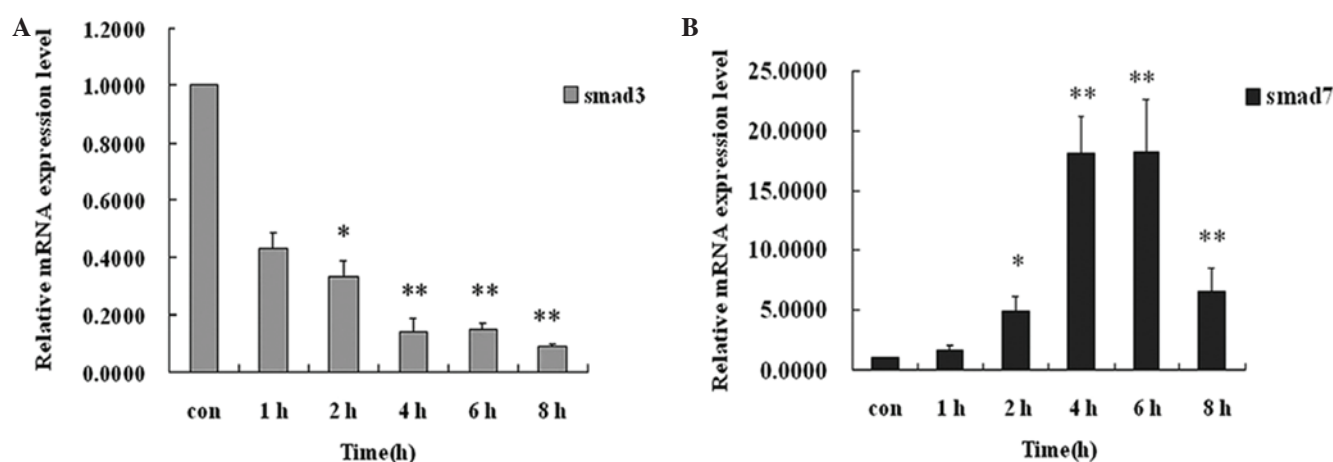 A
Relative mRNA expression level
1.2000
1.0000
0.8000
0.6000
0.4000
0.2000
0.0000
*
**
**
**
smad3
con 1 h 2 h 4 h 6 h 8 h
Time(h)
B
Relative mRNA expression level
25.0000
20.0000
15.0000
10.0000
5.0000
0.0000
*
**
**
**
smad7
con 1 h 2 h 4 h 6 h 8 h
Time(h)